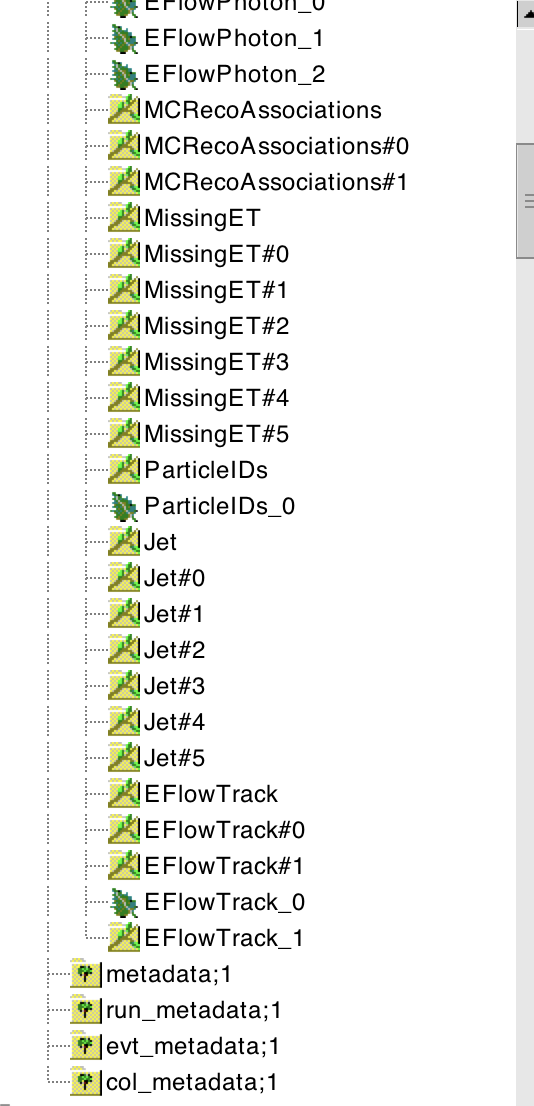 EFlowPhoton_0
EFlowPhoton_1
EFlowPhoton_2
MCRecoAssociations
MCRecoAssociations#0
MCRecoAssociations#1
MissingET
MissingET#0
MissingET#1
MissingET#2
MissingET#3
MissingET#4
MissingET#5
ParticleIDs
ParticleIDs_0
Jet
Jet#0
Jet#1
Jet#2
Jet#3
Jet#4
Jet#5
EFlowTrack
EFlowTrack#0
EFlowTrack#1
EFlowTrack_0
EFlowTrack_1
metadata;1
run_metadata;1
evt_metadata;1
col_metadata;1